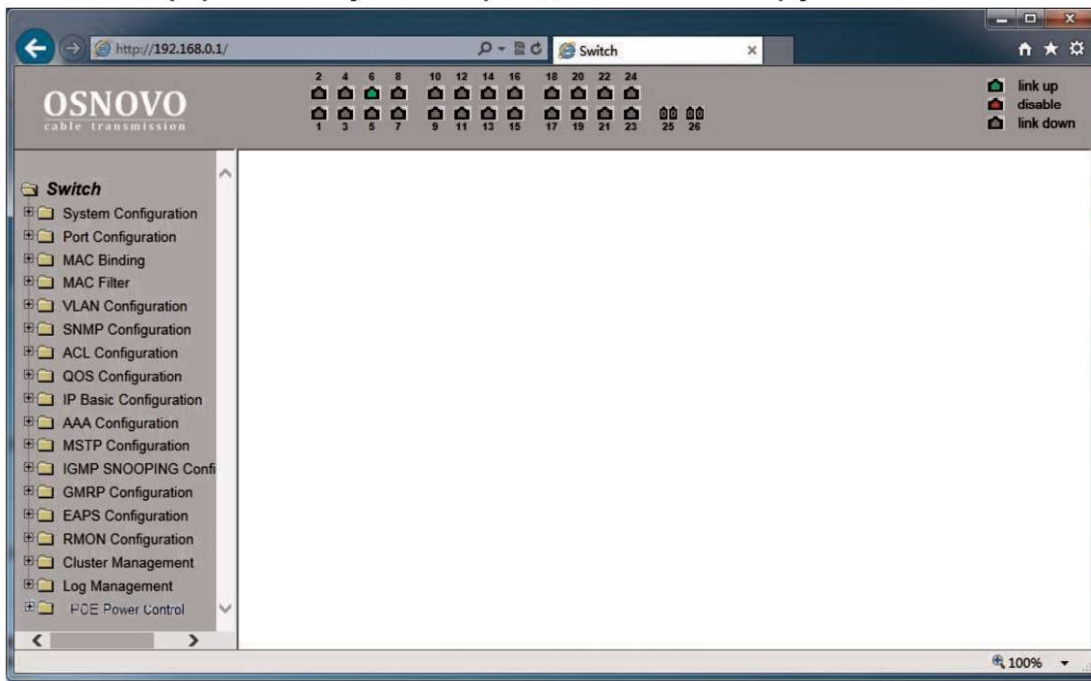 http://192.168.0.1/
Switch
OSNOVO
cable transmission
2 4 6 8 10 12 14 16 18 20 22 24
1 3 5 7 9 11 13 15 17 19 21 23 25 26
link up
disable
link down
Switch
System Configuration
Port Configuration
MAC Binding
MAC Filter
VLAN Configuration
SNMP Configuration
ACL Configuration
QOS Configuration
IP Basic Configuration
AAA Configuration
MSTP Configuration
IGMP SNOOPING Confi
GMRP Configuration
EAPS Configuration
RMON Configuration
Cluster Management
Log Management
POE Power Control
100%